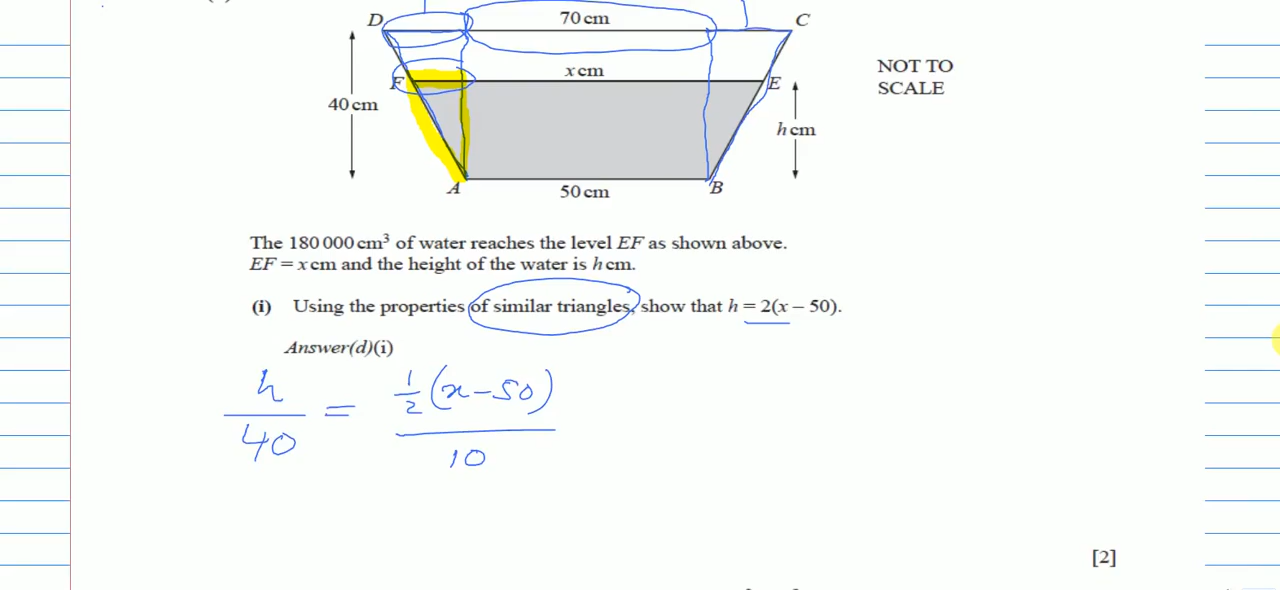 D 70 cm C
F x cm E
NOT TO
SCALE
40 cm
h cm
A 50 cm B
The 180 000 cm³ of water reaches the level EF as shown above.
EF = x cm and the height of the water is h cm.
(i) Using the properties of similar triangles, show that h = 2(x – 50).
Answer(d)(i)
h/40 = ½(x – 50)/10
[2]